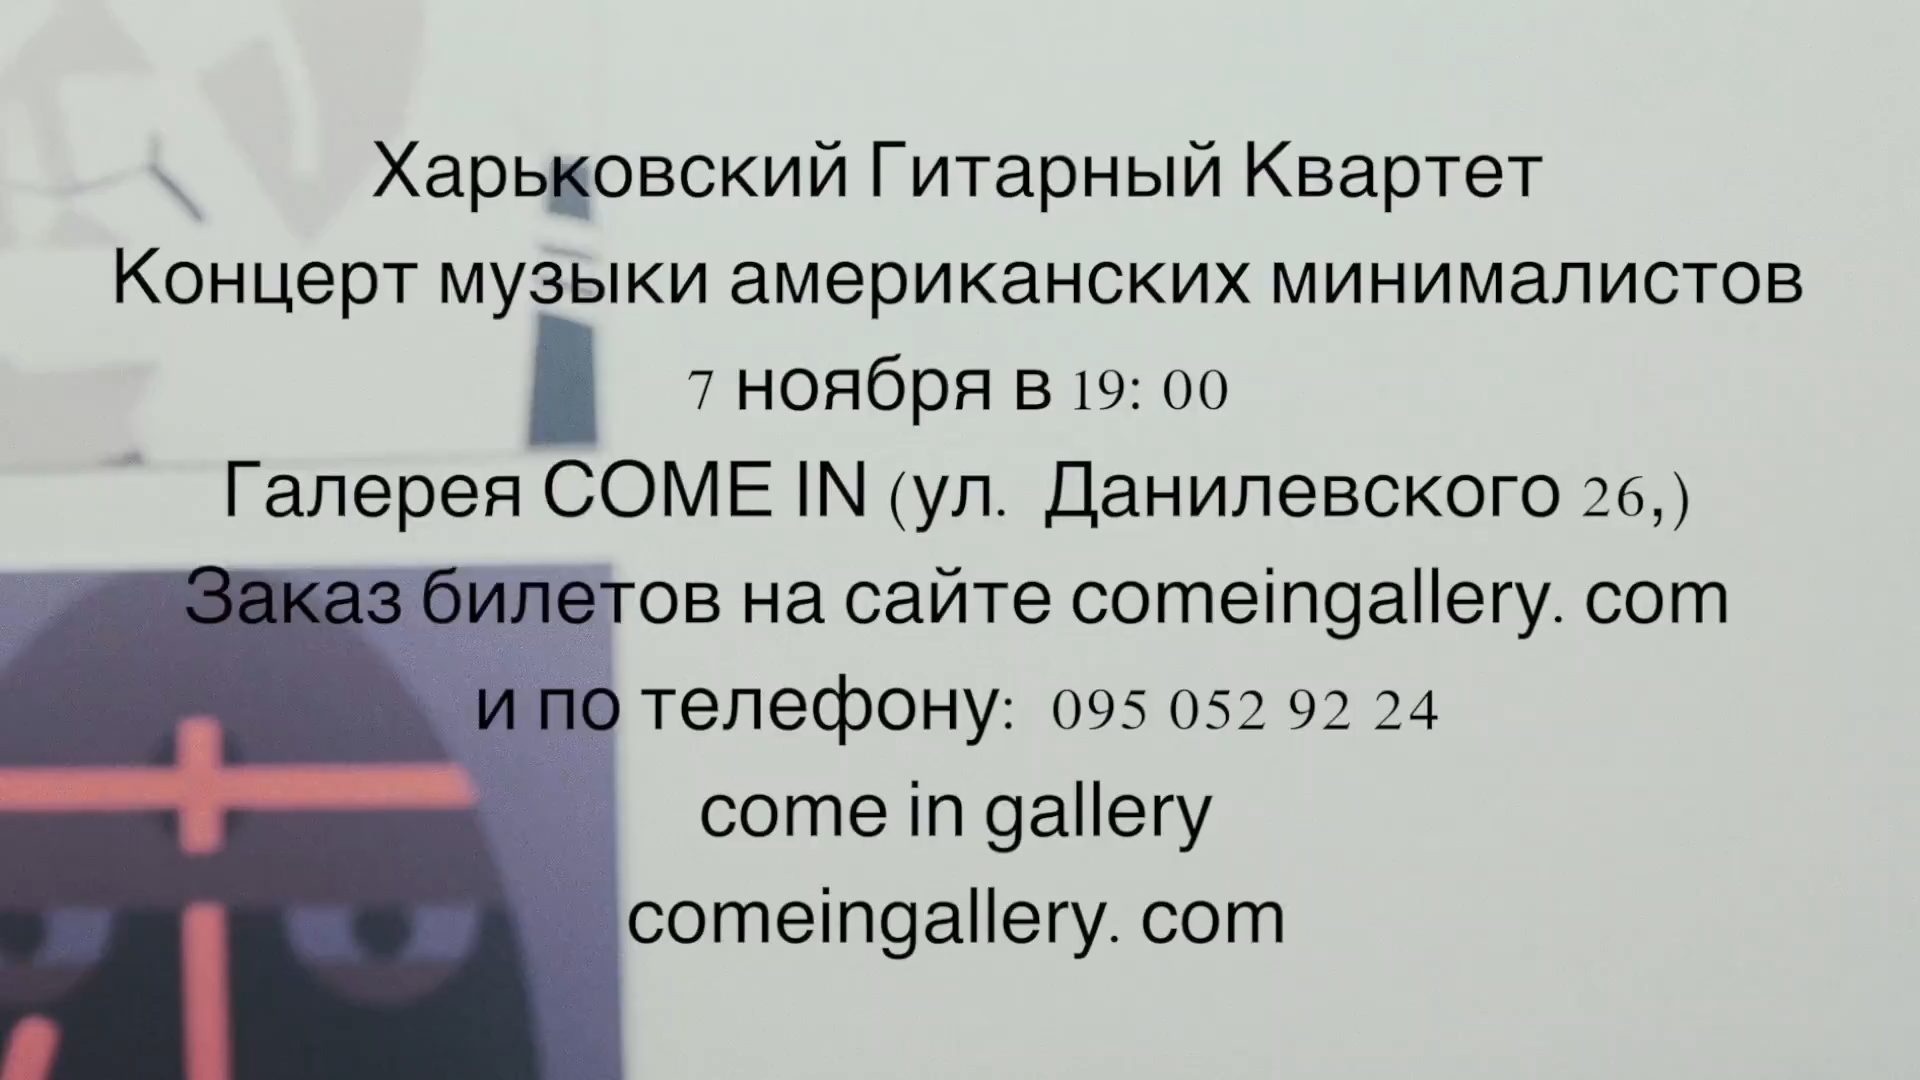 Харьковский Гитарный Квартет
Концерт музыки американских минималистов
7 ноября в 19: 00
Галерея COME IN (ул. Данилевского 26,)
Заказ билетов на сайте comeingallery. com
и по телефону: 095 052 92 24
come in gallery
comeingallery. com